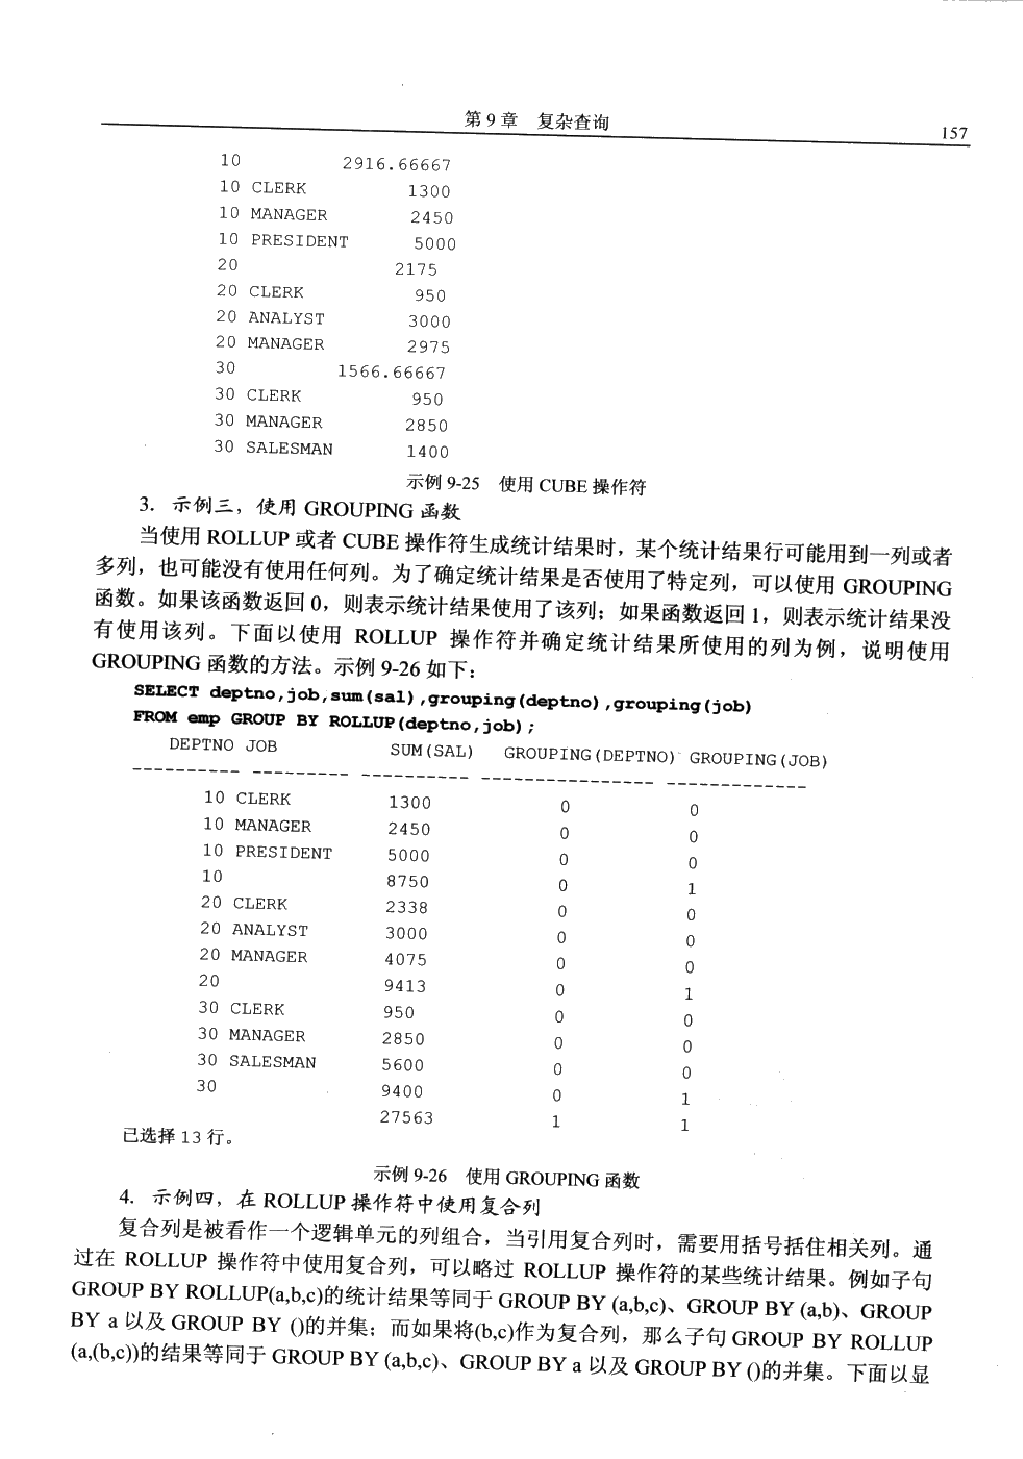 第9章 复杂查询 157
10 2916.66667
10 CLERK 1300
10 MANAGER 2450
10 PRESIDENT 5000
20 2175
20 CLERK 950
20 ANALYST 3000
20 MANAGER 2975
30 1566.66667
30 CLERK 950
30 MANAGER 2850
30 SALESMAN 1400
示例 9-25 使用 CUBE 操作符
3. 示例三，使用 GROUPING 函数
当使用 ROLLUP 或者 CUBE 操作符生成统计结果时，某个统计结果行可能用到一列或者
多列，也可能没有使用任何列。为了确定统计结果是否使用了特定列，可以使用 GROUPING
函数。如果该函数返回 0，则表示统计结果使用了该列；如果函数返回 1，则表示统计结果没
有使用该列。下面以使用 ROLLUP 操作符并确定统计结果所使用的列为例，说明使用
GROUPING 函数的方法。示例 9-26 如下：
SELECT deptno,job,sum(sal),grouping(deptno),grouping(job)
FROM emp GROUP BY ROLLUP(deptno,job);
DEPTNO JOB SUM(SAL) GROUPING(DEPTNO) GROUPING(JOB)
---------- --------- ---------- ---------------- -------------
10 CLERK 1300 0 0
10 MANAGER 2450 0 0
10 PRESIDENT 5000 0 0
10 8750 0 1
20 CLERK 2338 0 0
20 ANALYST 3000 0 0
20 MANAGER 4075 0 0
20 9413 0 1
30 CLERK 950 0 0
30 MANAGER 2850 0 0
30 SALESMAN 5600 0 0
30 9400 0 1
27563 1 1
已选择 13 行。
示例 9-26 使用 GROUPING 函数
4. 示例四，在 ROLLUP 操作符中使用复合列
复合列是被看作一个逻辑单元的列组合，当引用复合列时，需要用括号括住相关列。通
过在 ROLLUP 操作符中使用复合列，可以略过 ROLLUP 操作符的某些统计结果。例如子句
GROUP BY ROLLUP(a,b,c)的统计结果等同于 GROUP BY (a,b,c)、GROUP BY (a,b)、GROUP
BY a 以及 GROUP BY ()的并集；而如果将(b,c)作为复合列，那么子句 GROUP BY ROLLUP
(a,(b,c))的结果等同于 GROUP BY (a,b,c)、GROUP BY a 以及 GROUP BY ()的并集。下面以显